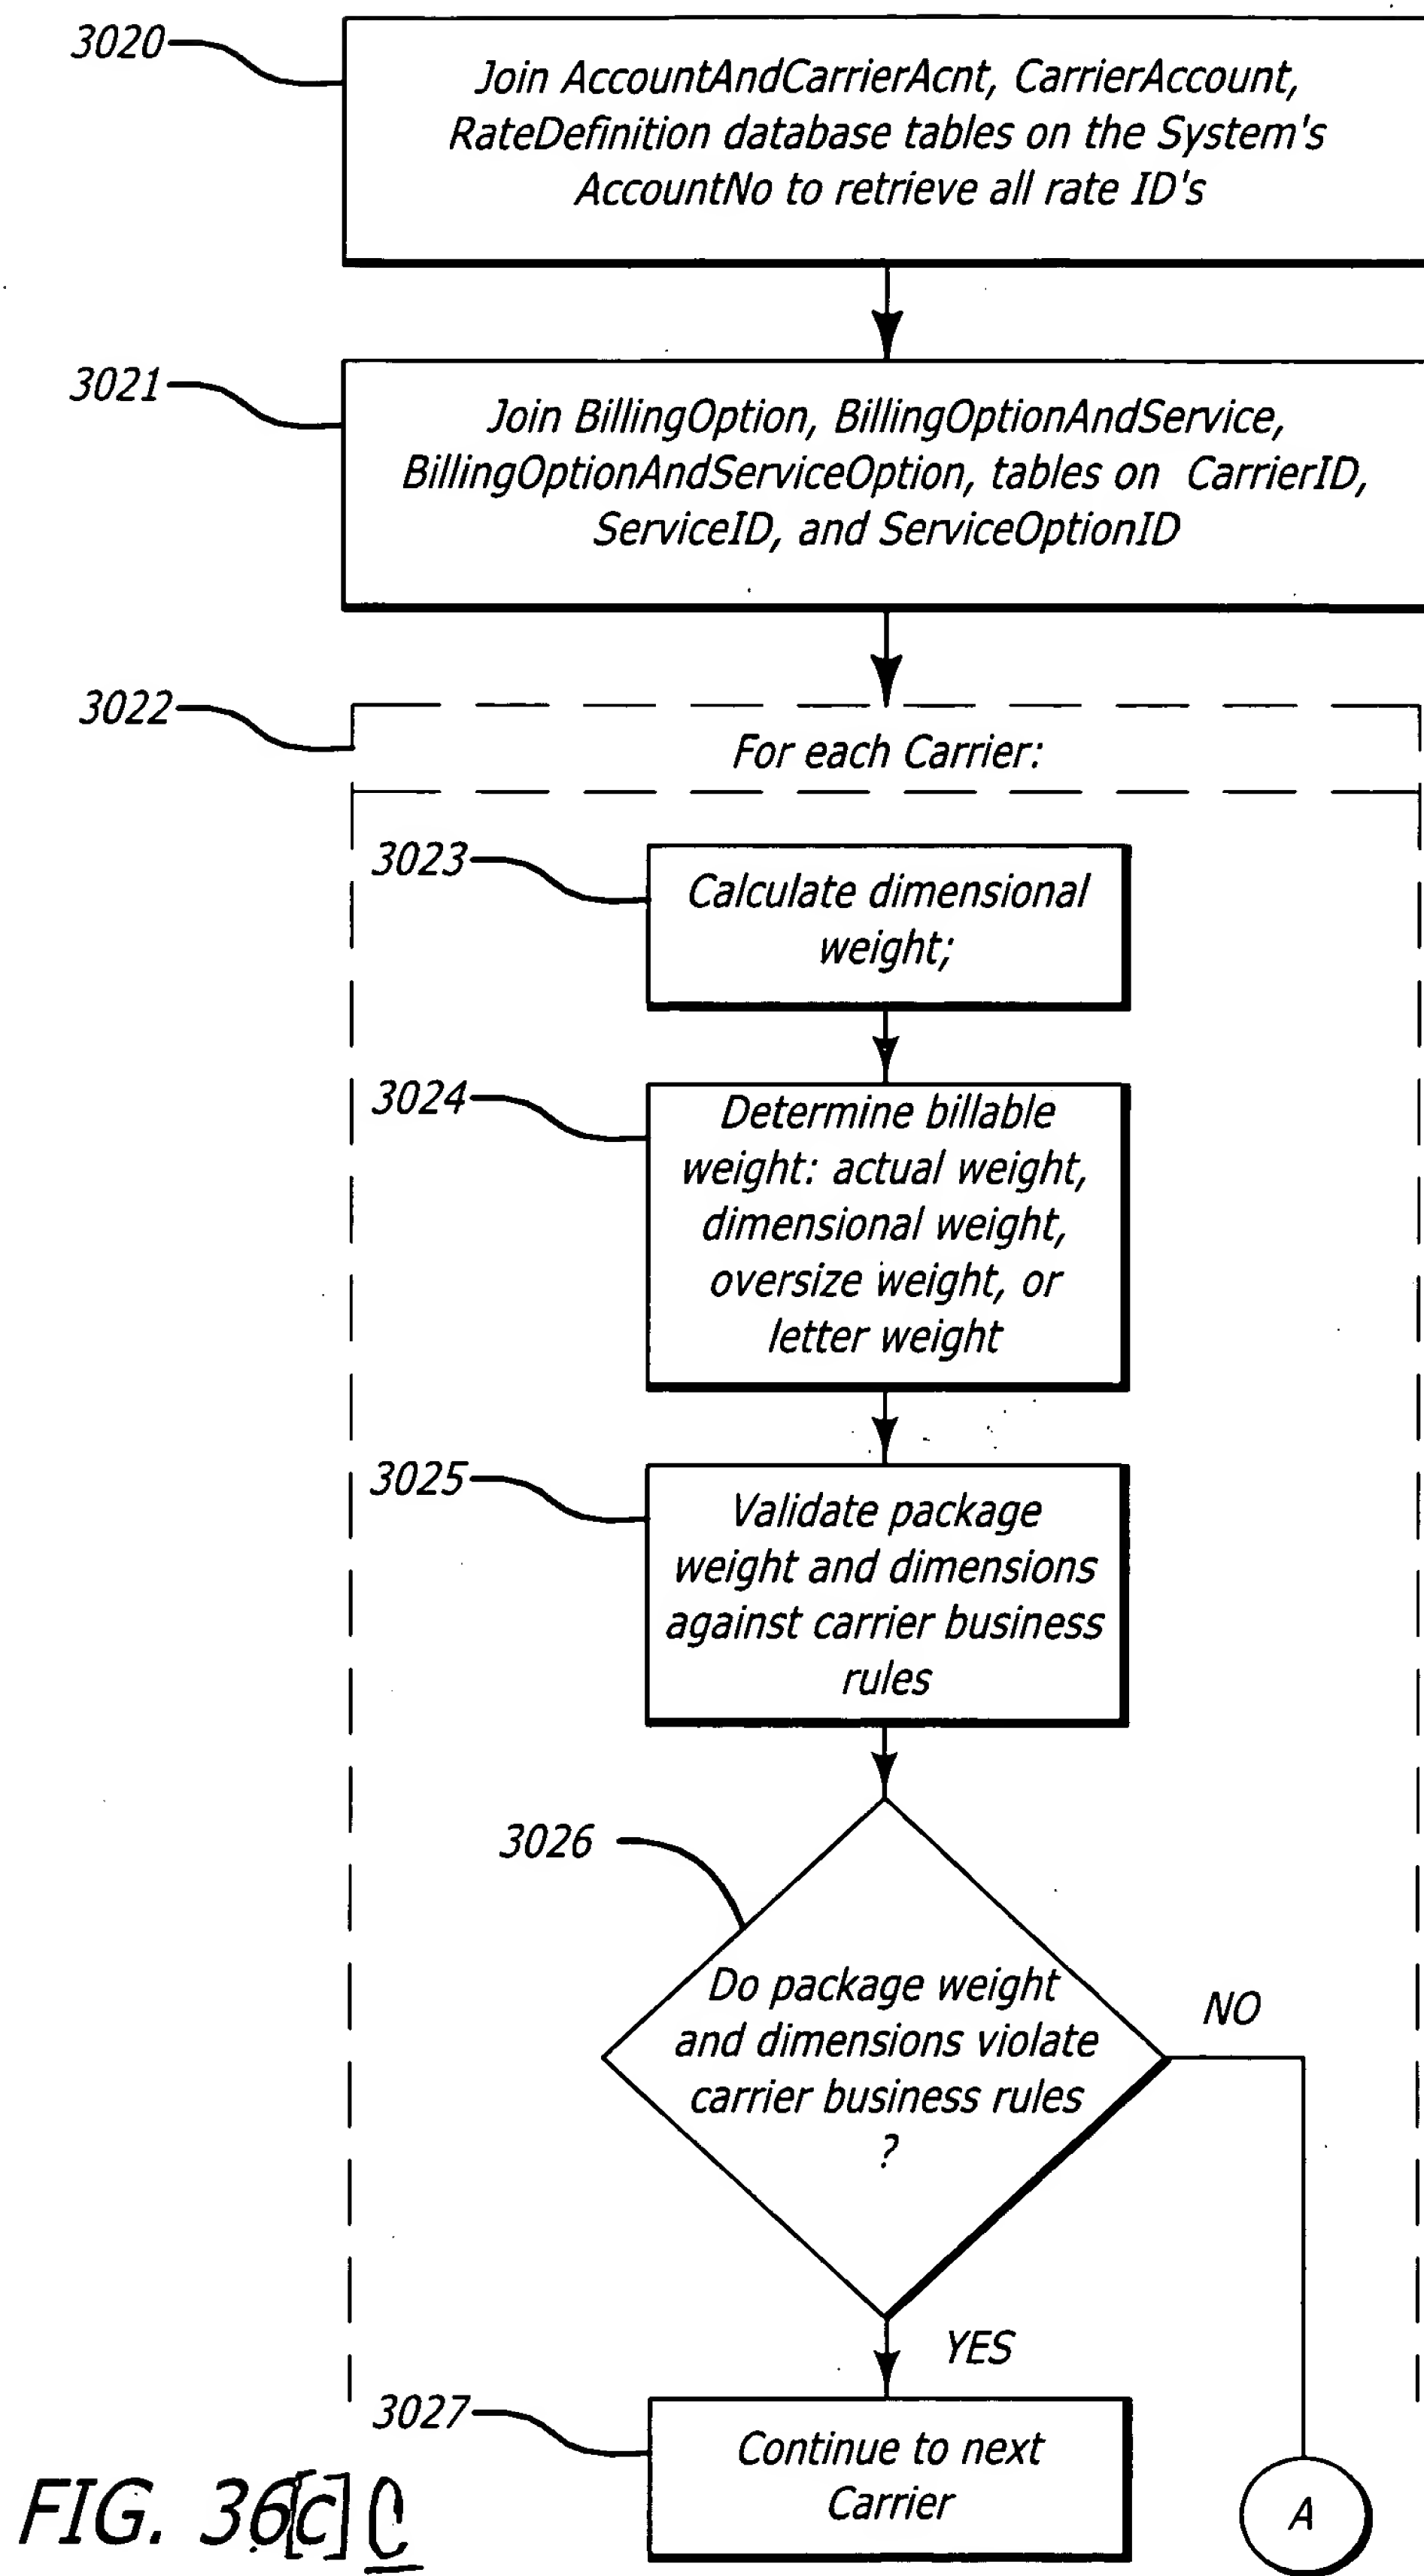 3020
Join AccountAndCarrierAcnt, CarrierAccount,
RateDefinition database tables on the System's
AccountNo to retrieve all rate ID's
3021
Join BillingOption, BillingOptionAndService,
BillingOptionAndServiceOption, tables on CarrierID,
ServiceID, and ServiceOptionID
3022
For each Carrier:
3023
Calculate dimensional
weight;
3024
Determine billable
weight: actual weight,
dimensional weight,
oversize weight, or
letter weight
3025
Validate package
weight and dimensions
against carrier business
rules
3026
Do package weight
and dimensions violate
carrier business rules
?
NO
YES
3027
Continue to next
Carrier
A
FIG. 36[c] C